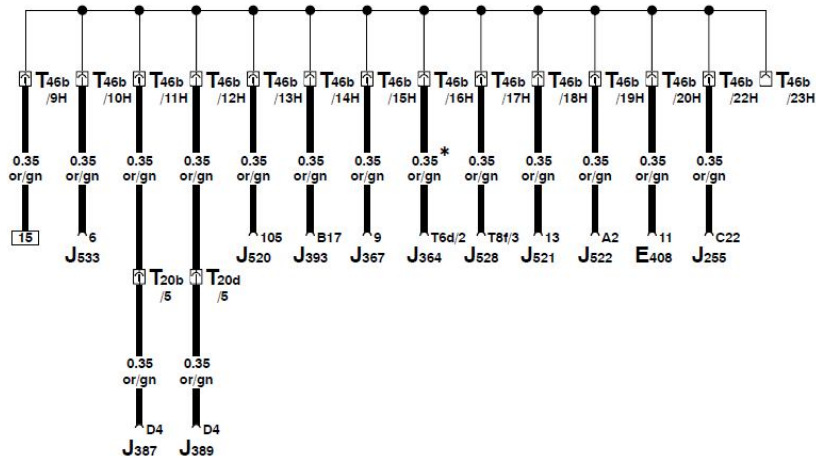 T46b T46b T46b T46b T46b T46b T46b T46b T46b T46b T46b T46b T46b T46b
/9H /10H /11H /12H /13H /14H /15H /16H /17H /18H /19H /20H /22H /23H
0.35 0.35 0.35 0.35 0.35 0.35 0.35 0.35* 0.35 0.35 0.35 0.35 0.35
or/gn or/gn or/gn or/gn or/gn or/gn or/gn or/gn or/gn or/gn or/gn or/gn or/gn
15 6 105 B17 9 T6d/2 T8f/3 13 A2 11 C22
J533 J520 J393 J367 J364 J528 J521 J522 E408 J255
T20b T20d
/5 /5
0.35 0.35
or/gn or/gn
D4 D4
J387 J389